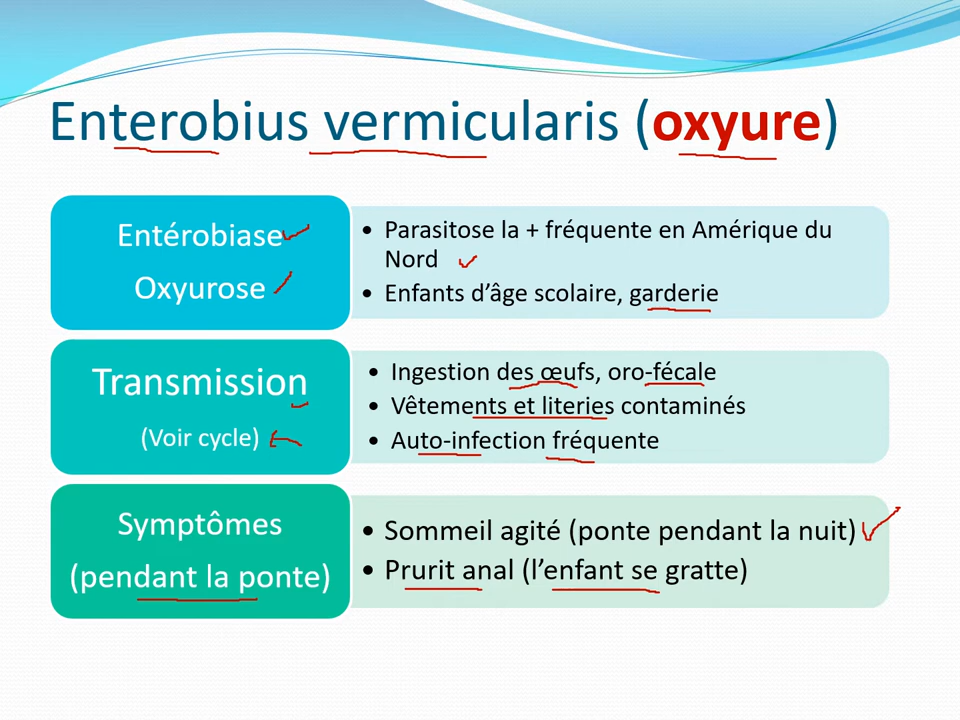 Enterobius vermicularis (oxyure)
Entérobiase
Oxyurose
• Parasitose la + fréquente en Amérique du
Nord
• Enfants d’âge scolaire, garderie
Transmission
(Voir cycle)
• Ingestion des œufs, oro-fécale
• Vêtements et literies contaminés
• Auto-infection fréquente
Symptômes
(pendant la ponte)
• Sommeil agité (ponte pendant la nuit)
• Prurit anal (l’enfant se gratte)